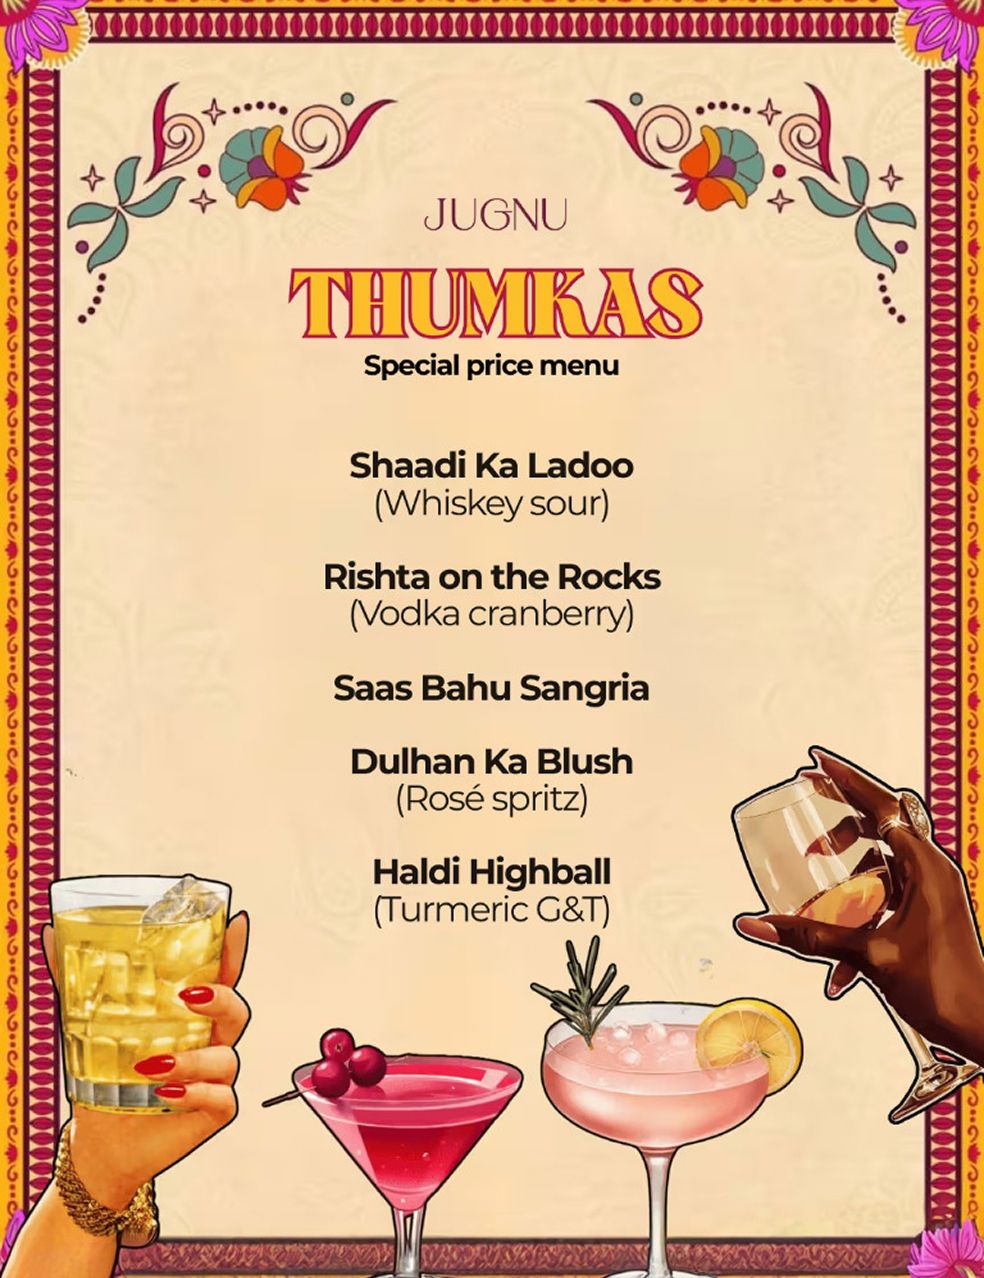 JUGNU
THUMKAS
Special price menu
Shaadi Ka Ladoo
(Whiskey sour)
Rishta on the Rocks
(Vodka cranberry)
Saas Bahu Sangria
Dulhan Ka Blush
(Rosé spritz)
Haldi Highball
(Turmeric G&T)